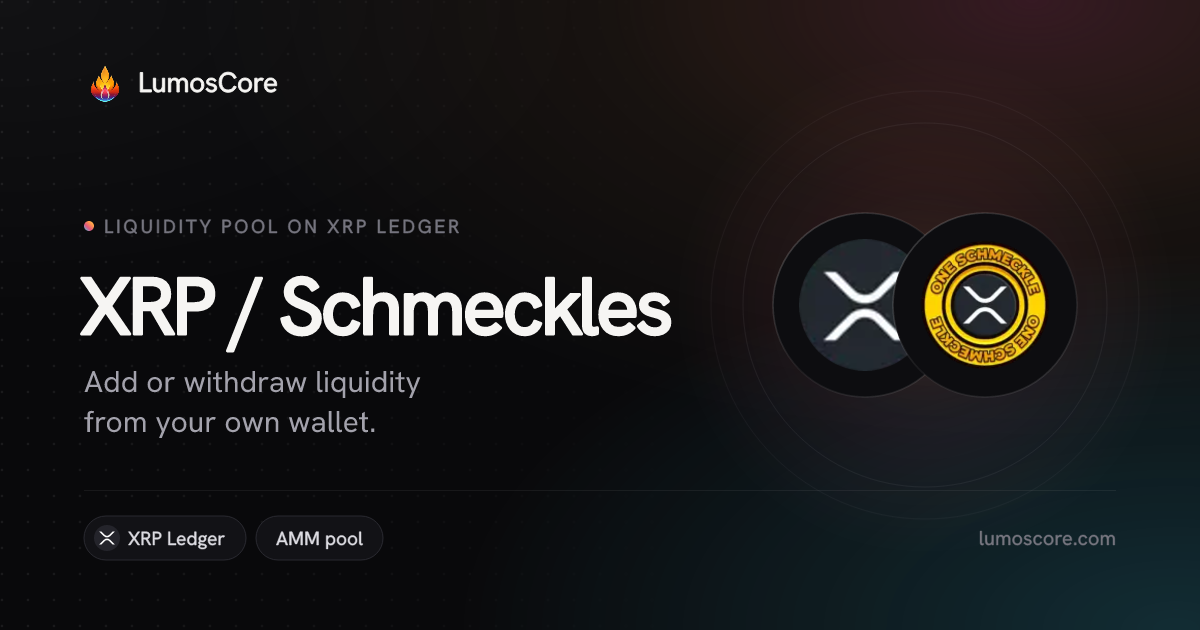 LumosCore
LIQUIDITY POOL ON XRP LEDGER
XRP / Schmeckles
Add or withdraw liquidity
from your own wallet.
ONE SCHMECKLE
ONE SCHMECKLE
XRP Ledger
AMM pool
lumoscore.com